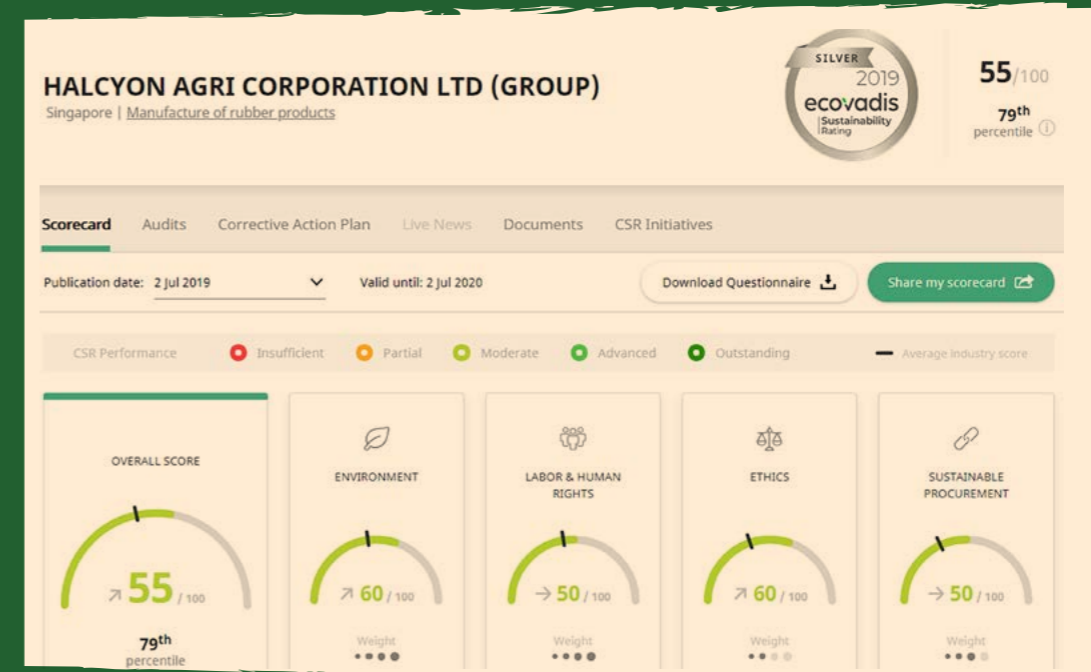 HALCYON AGRI CORPORATION LTD (GROUP)
Singapore | Manufacture of rubber products
SILVER
2019
ecovadis
Sustainability
Rating
55/100
79th
percentile
Scorecard Audits Corrective Action Plan Live News Documents CSR Initiatives
Publication date: 2 Jul 2019 Valid until: 2 Jul 2020 Download Questionnaire Share my scorecard
CSR Performance Insufficient Partial Moderate Advanced Outstanding Average industry score
OVERALL SCORE
55 / 100
79th
percentile
ENVIRONMENT
60 / 100
Weight
LABOR & HUMAN
RIGHTS
50 / 100
Weight
ETHICS
60 / 100
Weight
SUSTAINABLE
PROCUREMENT
50 / 100
Weight